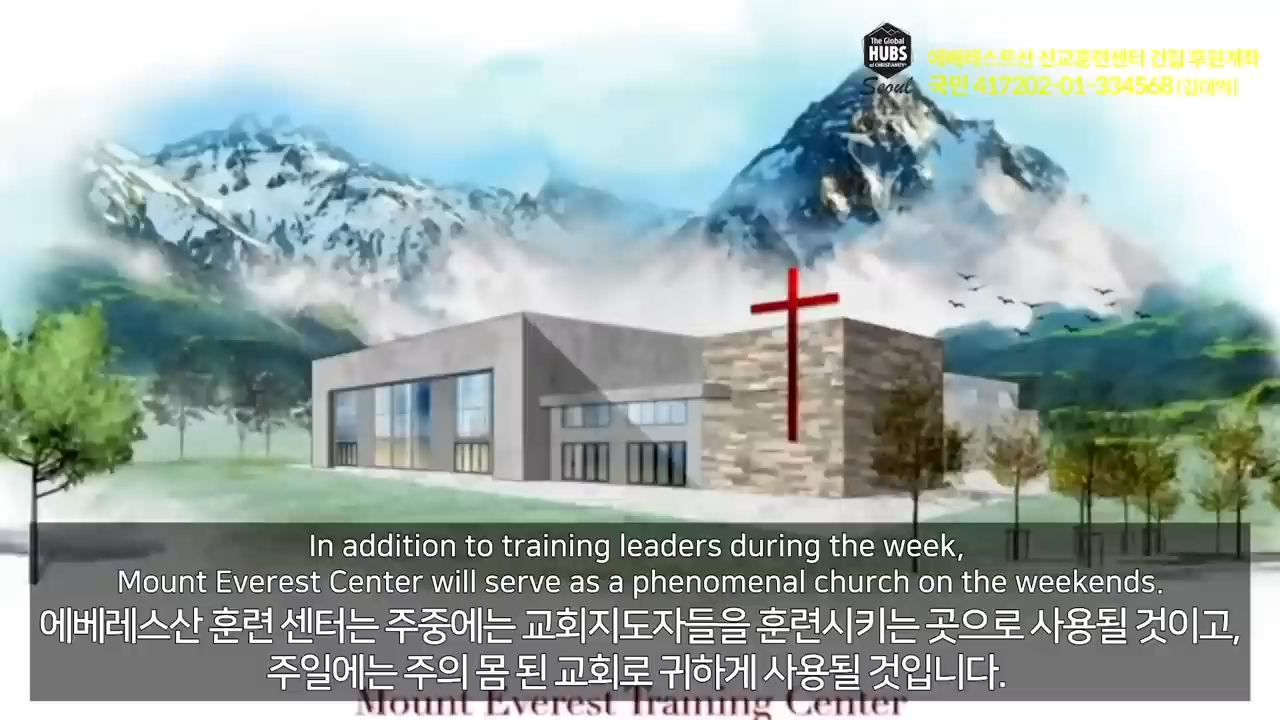 The Global
HUBS
of CHRISTIANITY
Seoul
에베레스트산 선교훈련센터 건립 후원계좌
국민 417202-01-334568 (김대억)
In addition to training leaders during the week,
Mount Everest Center will serve as a phenomenal church on the weekends.
에베레스산 훈련 센터는 주중에는 교회지도자들을 훈련시키는 곳으로 사용될 것이고,
주일에는 주의 몸 된 교회로 귀하게 사용될 것입니다.
Mount Everest Training Center